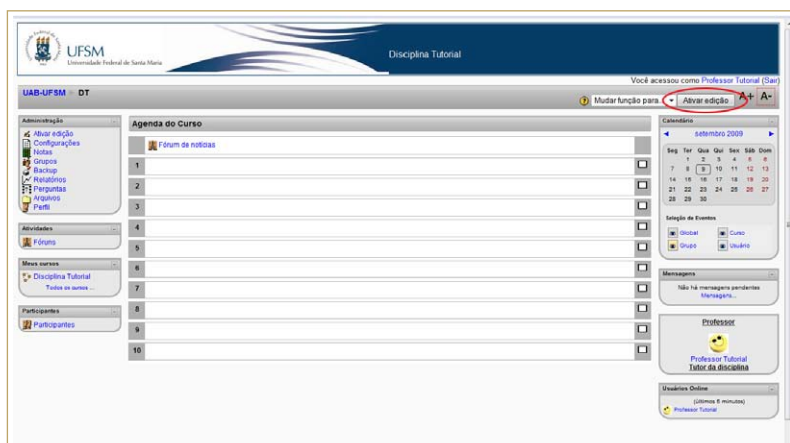 UFSM
Universidade Federal de Santa Maria
Disciplina Tutorial
Você acessou como Professor Tutorial (Sair)
UAB-UFSM ► DT
Mudar função para...
Ativar edição
A+ A-
Administração
Ativar edição
Configurações
Notas
Grupos
Backup
Relatórios
Perguntas
Arquivos
Perfil
Atividades
Fóruns
Meus cursos
Disciplina Tutorial
Todos os cursos ...
Participantes
Participantes
Agenda do Curso
Fórum de notícias
1
2
3
4
5
6
7
8
9
10
Calendário
◄ setembro 2009 ►
Seg Ter Qua Qui Sex Sáb Dom
1 2 3 4 5 6
7 8 9 10 11 12 13
14 15 16 17 18 19 20
21 22 23 24 25 26 27
28 29 30
Seleção de Eventos
Global Curso
Grupo Usuário
Mensagens
Não há mensagens pendentes
Mensagens...
Professor
Professor Tutorial
Tutor da disciplina
Usuários Online
(últimos 5 minutos)
Professor Tutorial